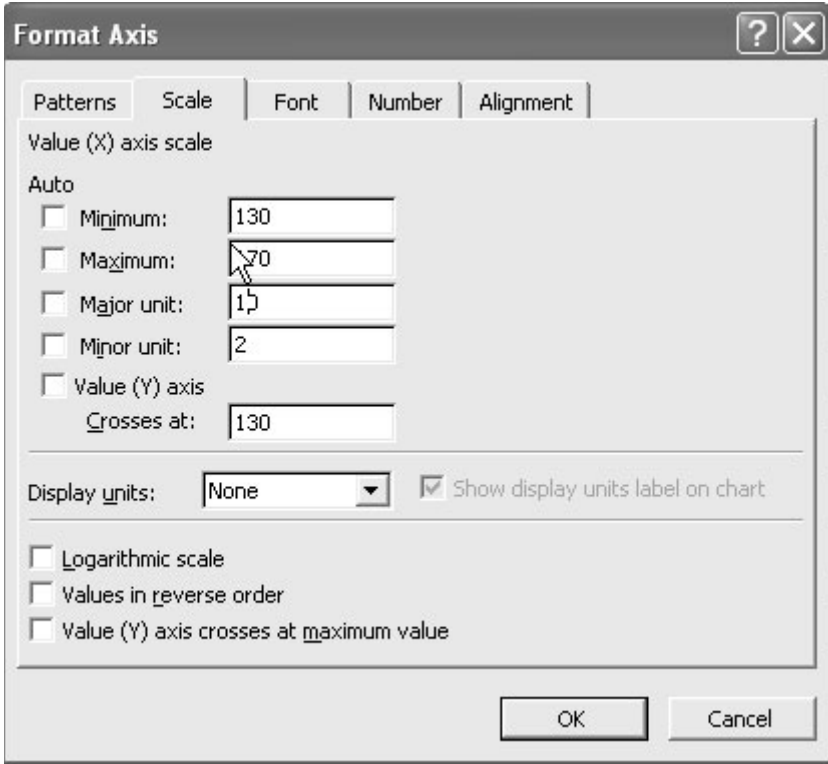 Format Axis
Patterns Scale Font Number Alignment
Value (X) axis scale
Auto
Minimum: 130
Maximum:
Major unit:
Minor unit: 2
Value (Y) axis
Crosses at: 130
Display units: None Show display units label on chart
Logarithmic scale
Values in reverse order
Value (Y) axis crosses at maximum value
OK Cancel